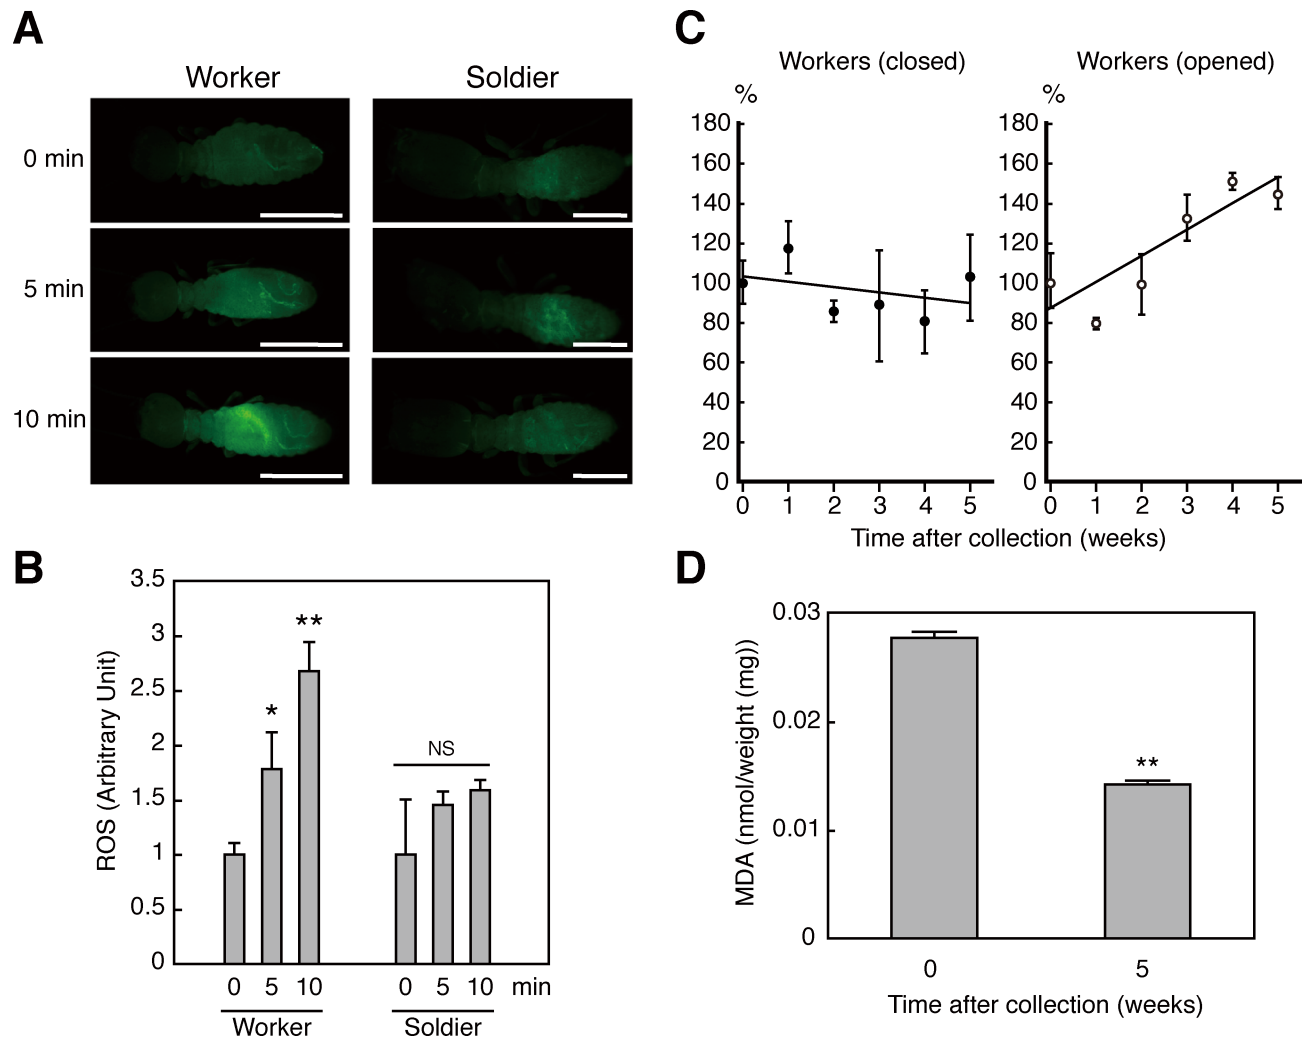 A
Worker
Soldier
0 min
5 min
10 min
B
ROS (Arbitrary Unit)
3.5
3
2.5
2
1.5
1
0.5
0
*
**
NS
0 5 10 0 5 10 min
Worker Soldier
C
Workers (closed)
%
180
160
140
120
100
80
60
40
20
0
0 1 2 3 4 5
Workers (opened)
%
180
160
140
120
100
80
60
40
20
0
0 1 2 3 4 5
Time after collection (weeks)
D
MDA (nmol/weight (mg))
0.03
0.02
0.01
0
**
0 5
Time after collection (weeks)